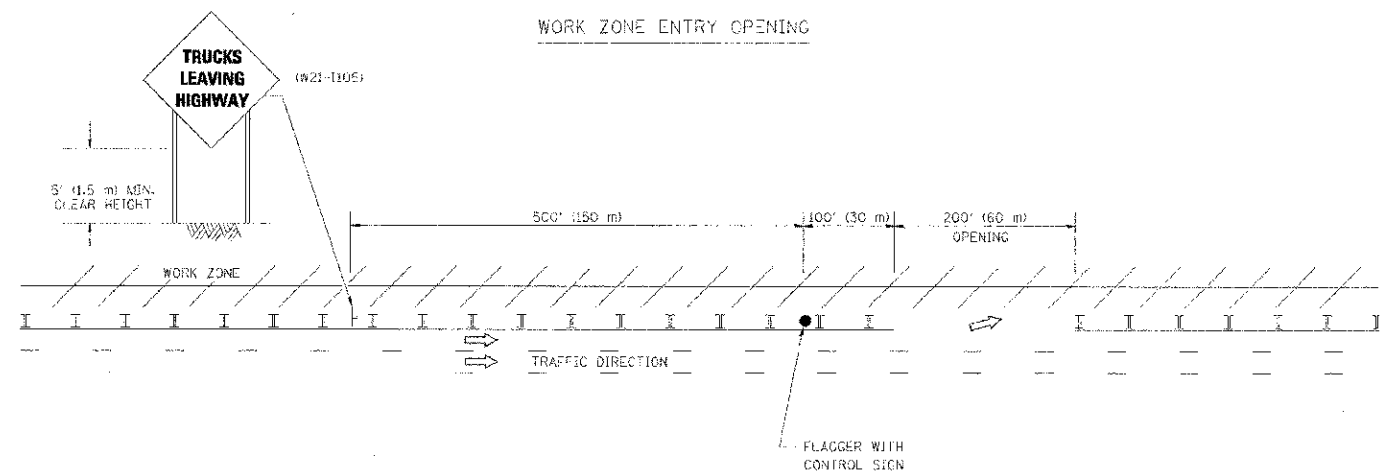 WORK ZONE ENTRY OPENING
TRUCKS
LEAVING
HIGHWAY
(W21-I105)
5' (1.5 m) MIN.
CLEAR HEIGHT
500' (150 m)
100' (30 m)
200' (60 m)
OPENING
WORK ZONE
TRAFFIC DIRECTION
FLAGGER WITH
CONTROL SIGN